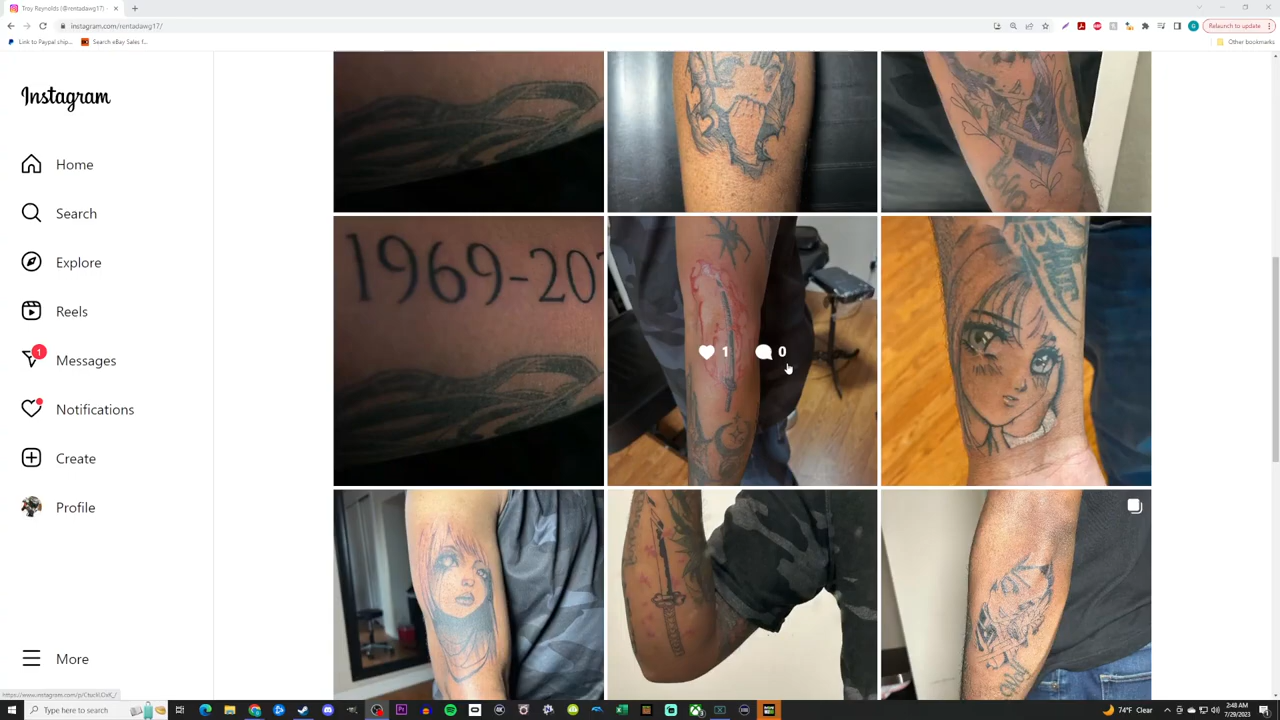 Troy Reynolds (@rentadawg17) -
instagram.com/rentadawg17/
Relaunch to update
Link to Paypal ship...
Search eBay Sales f...
Other bookmarks
Instagram
Home
Search
Explore
Reels
1
Messages
Notifications
Create
Profile
More
1969-20
1
0
Type here to search
74°F Clear
2:48 AM
7/29/2023